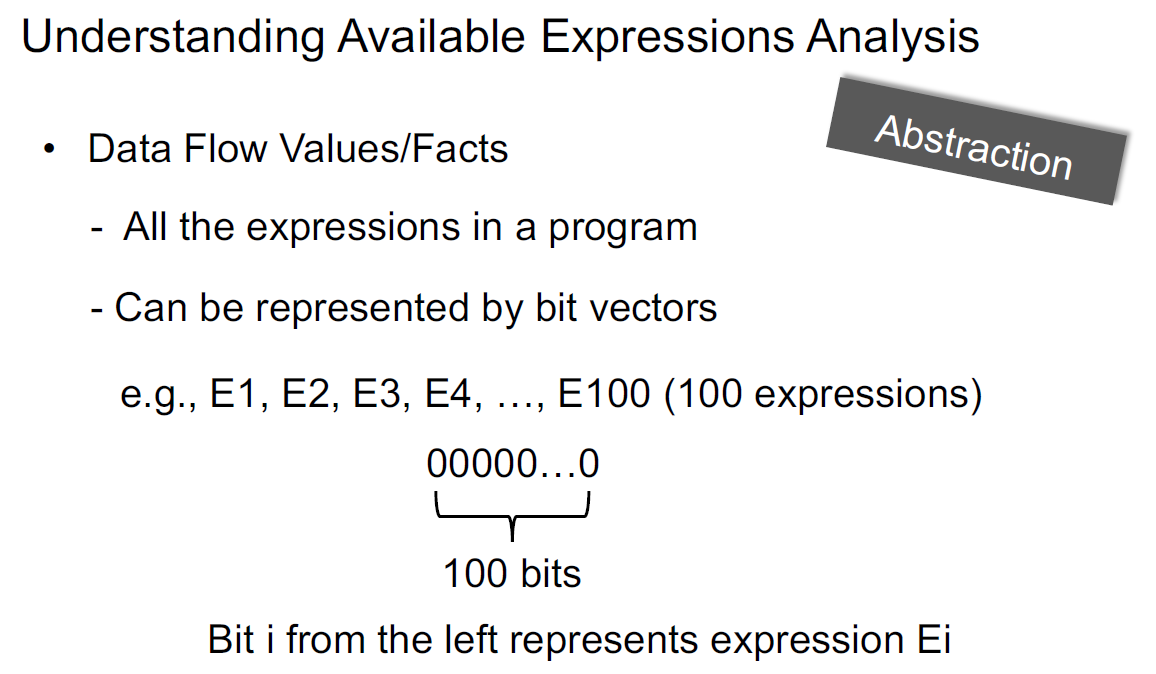 Understanding Available Expressions Analysis
Abstraction
• Data Flow Values/Facts
- All the expressions in a program
- Can be represented by bit vectors
e.g., E1, E2, E3, E4, …, E100 (100 expressions)
00000…0
100 bits
Bit i from the left represents expression Ei